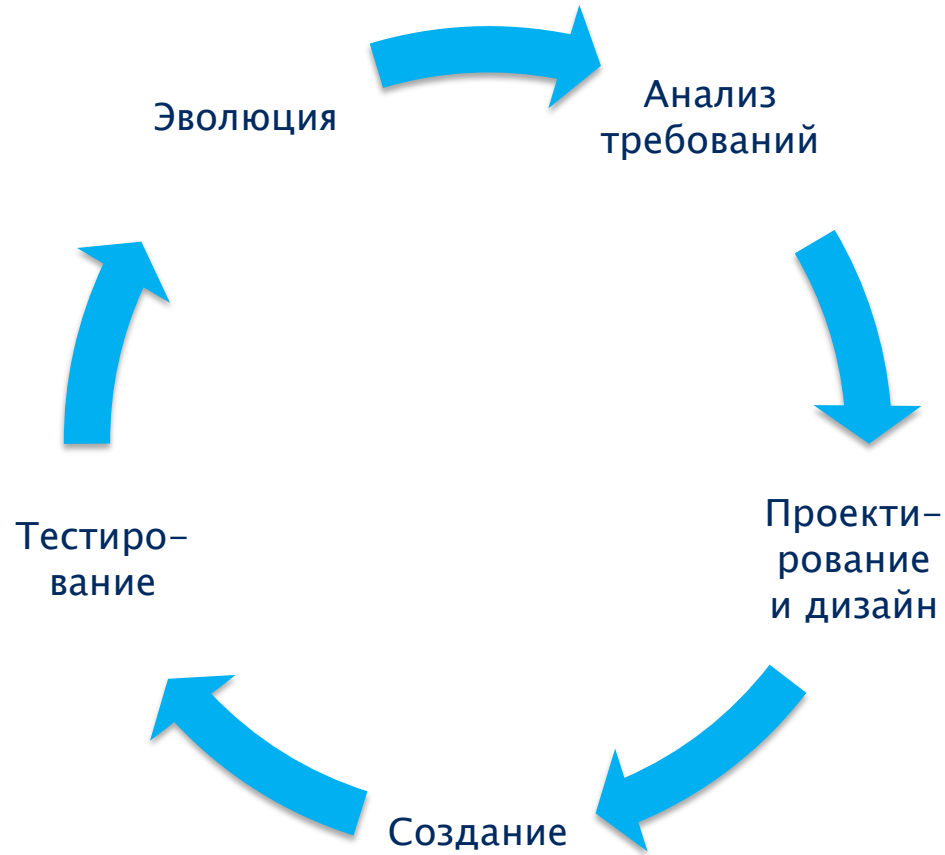 Эволюция
Анализ
требований
Проекти-
рование
и дизайн
Создание
Тестиро-
вание